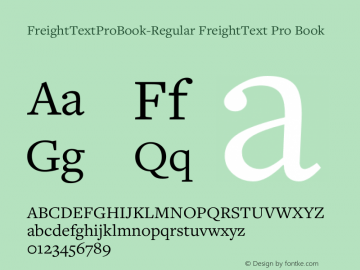 FreightTextProBook-Regular FreightText Pro Book
Aa Ff a
Gg Qq
ABCDEFGHIJKLMNOPQRSTUVWXYZ
abcdefghijklmnopqrstuvwxyz
0123456789
© Design by fontke.com